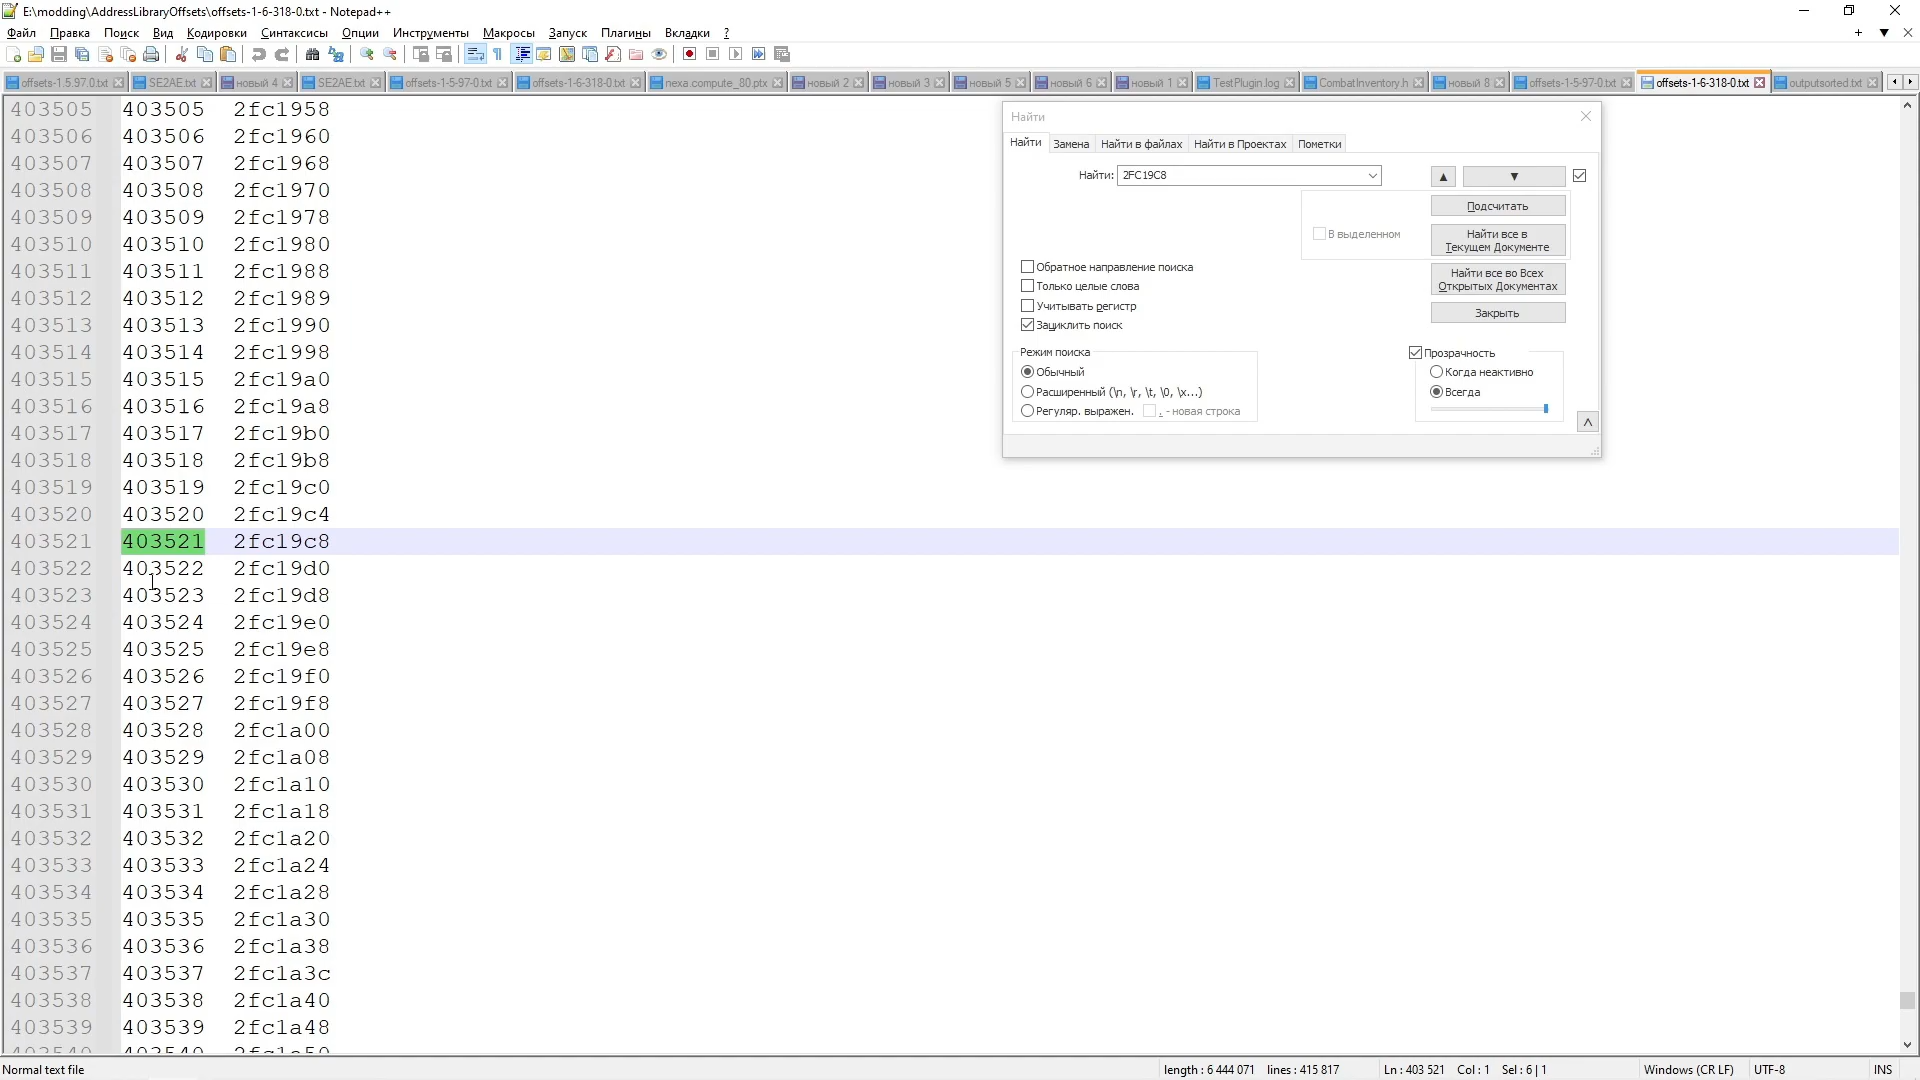 E:\modding\AddressLibraryOffsets\offsets-1-6-318-0.txt - Notepad++
Файл Правка Поиск Вид Кодировки Синтаксисы Опции Инструменты Макросы Запуск Плагины Вкладки ?
offsets-1.5.97.0.txt SE2AE.txt новый 4 SE2AE.txt offsets-1-5-97-0.txt offsets-1-6-318-0.txt nexa.compute_80.ptx новый 2 новый 3 новый 5 новый 6 новый 1 TestPlugin.log CombatInventory.h новый 8 offsets-1-5-97-0.txt offsets-1-6-318-0.txt outputsorted.txt
403505 403505 2fc1958
403506 403506 2fc1960
403507 403507 2fc1968
403508 403508 2fc1970
403509 403509 2fc1978
403510 403510 2fc1980
403511 403511 2fc1988
403512 403512 2fc1989
403513 403513 2fc1990
403514 403514 2fc1998
403515 403515 2fc19a0
403516 403516 2fc19a8
403517 403517 2fc19b0
403518 403518 2fc19b8
403519 403519 2fc19c0
403520 403520 2fc19c4
403521 403521 2fc19c8
403522 403522 2fc19d0
403523 403523 2fc19d8
403524 403524 2fc19e0
403525 403525 2fc19e8
403526 403526 2fc19f0
403527 403527 2fc19f8
403528 403528 2fc1a00
403529 403529 2fc1a08
403530 403530 2fc1a10
403531 403531 2fc1a18
403532 403532 2fc1a20
403533 403533 2fc1a24
403534 403534 2fc1a28
403535 403535 2fc1a30
403536 403536 2fc1a38
403537 403537 2fc1a3c
403538 403538 2fc1a40
403539 403539 2fc1a48
403540 403540 2fc1a50
Найти
Найти Замена Найти в файлах Найти в Проектах Пометки
Найти: 2FC19C8
Подсчитать
В выделенном
Найти все в
Текущем Документе
Обратное направление поиска
Найти все во Всех
Открытых Документах
Только целые слова
Учитывать регистр
Закрыть
Зациклить поиск
Режим поиска
Прозрачность
Обычный
Когда неактивно
Расширенный (\n, \r, \t, \0, \x...)
Всегда
Регуляр. выражен. . - новая строка
Normal text file length : 6 444 071 lines : 415 817 Ln : 403 521 Col : 1 Sel : 6 | 1 Windows (CR LF) UTF-8 INS